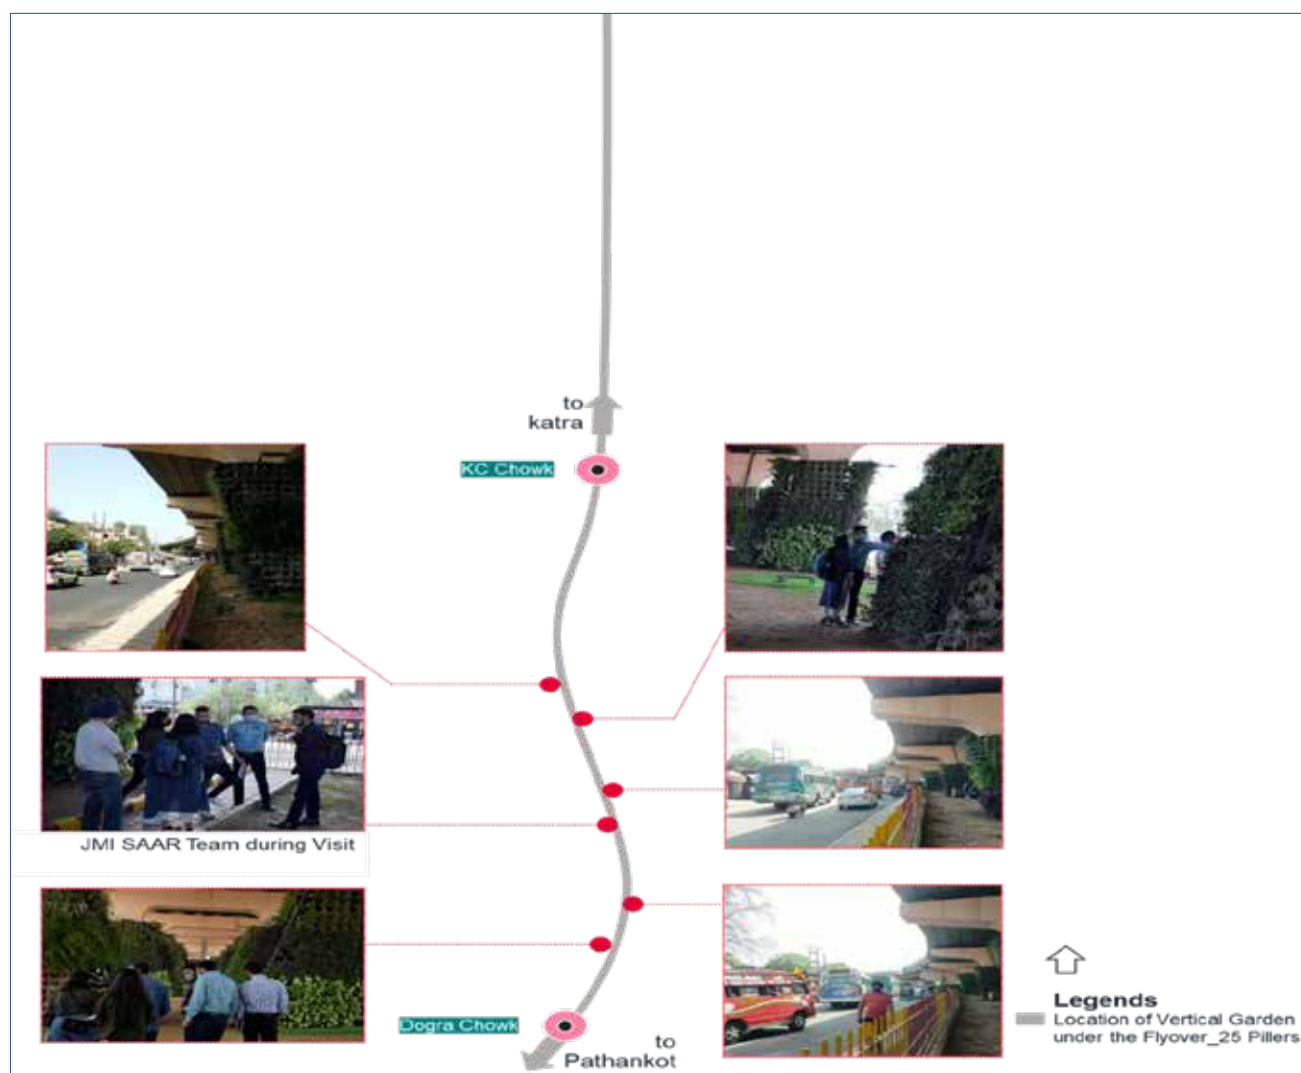 to
katra
KC Chowk
JMI SAAR Team during Visit
Dogra Chowk
to
Pathankot
Legends
Location of Vertical Garden
under the Flyover_25 Pillers